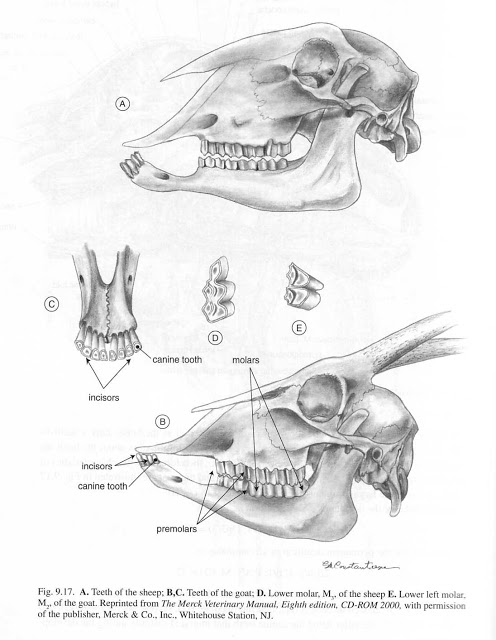 A
C
D
E
canine tooth
molars
incisors
B
incisors
canine tooth
premolars
Fig. 9.17. A. Teeth of the sheep; B,C. Teeth of the goat; D. Lower molar, M3, of the sheep E. Lower left molar,
M3, of the goat. Reprinted from The Merck Veterinary Manual, Eighth edition, CD-ROM 2000, with permission
of the publisher, Merck & Co., Inc., Whitehouse Station, NJ.